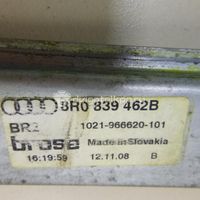 8R0 839 462B
BR2 1021-966620-101
brose Made in Slovakia
16:19:59 12.11.08 B